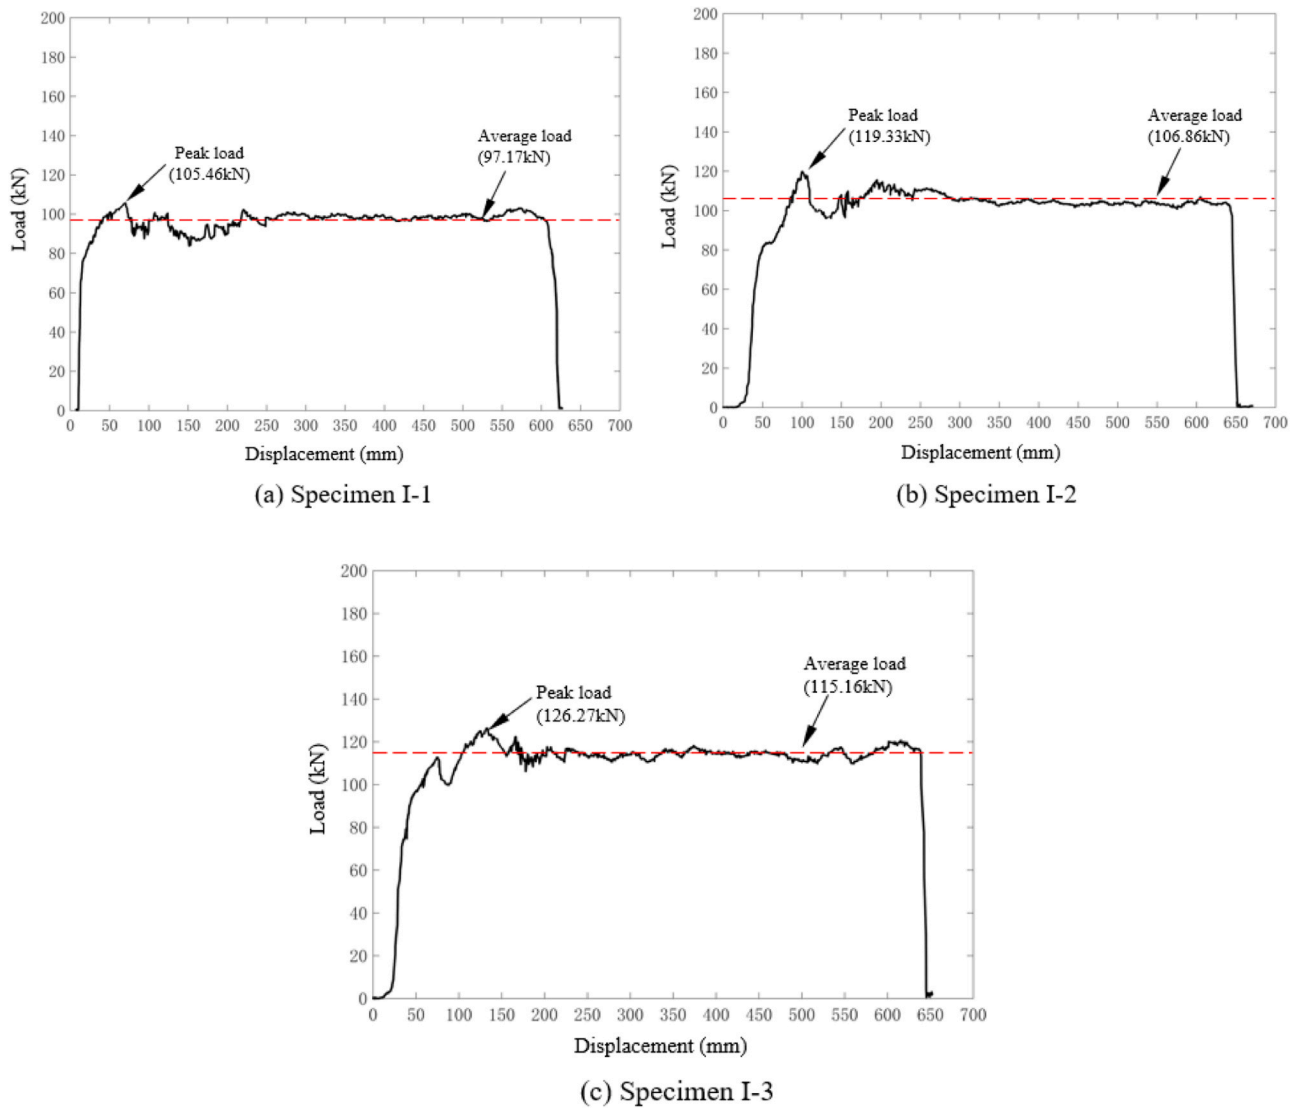 200
180
160
140
120
100
80
60
40
20
0
Load (kN)
Peak load
(105.46kN)
Average load
(97.17kN)
0 50 100 150 200 250 300 350 400 450 500 550 600 650 700
Displacement (mm)
(a) Specimen I-1
200
180
160
140
120
100
80
60
40
20
0
Load (kN)
Peak load
(119.33kN)
Average load
(106.86kN)
0 50 100 150 200 250 300 350 400 450 500 550 600 650 700
Displacement (mm)
(b) Specimen I-2
200
180
160
140
120
100
80
60
40
20
0
Load (kN)
Peak load
(126.27kN)
Average load
(115.16kN)
0 50 100 150 200 250 300 350 400 450 500 550 600 650 700
Displacement (mm)
(c) Specimen I-3